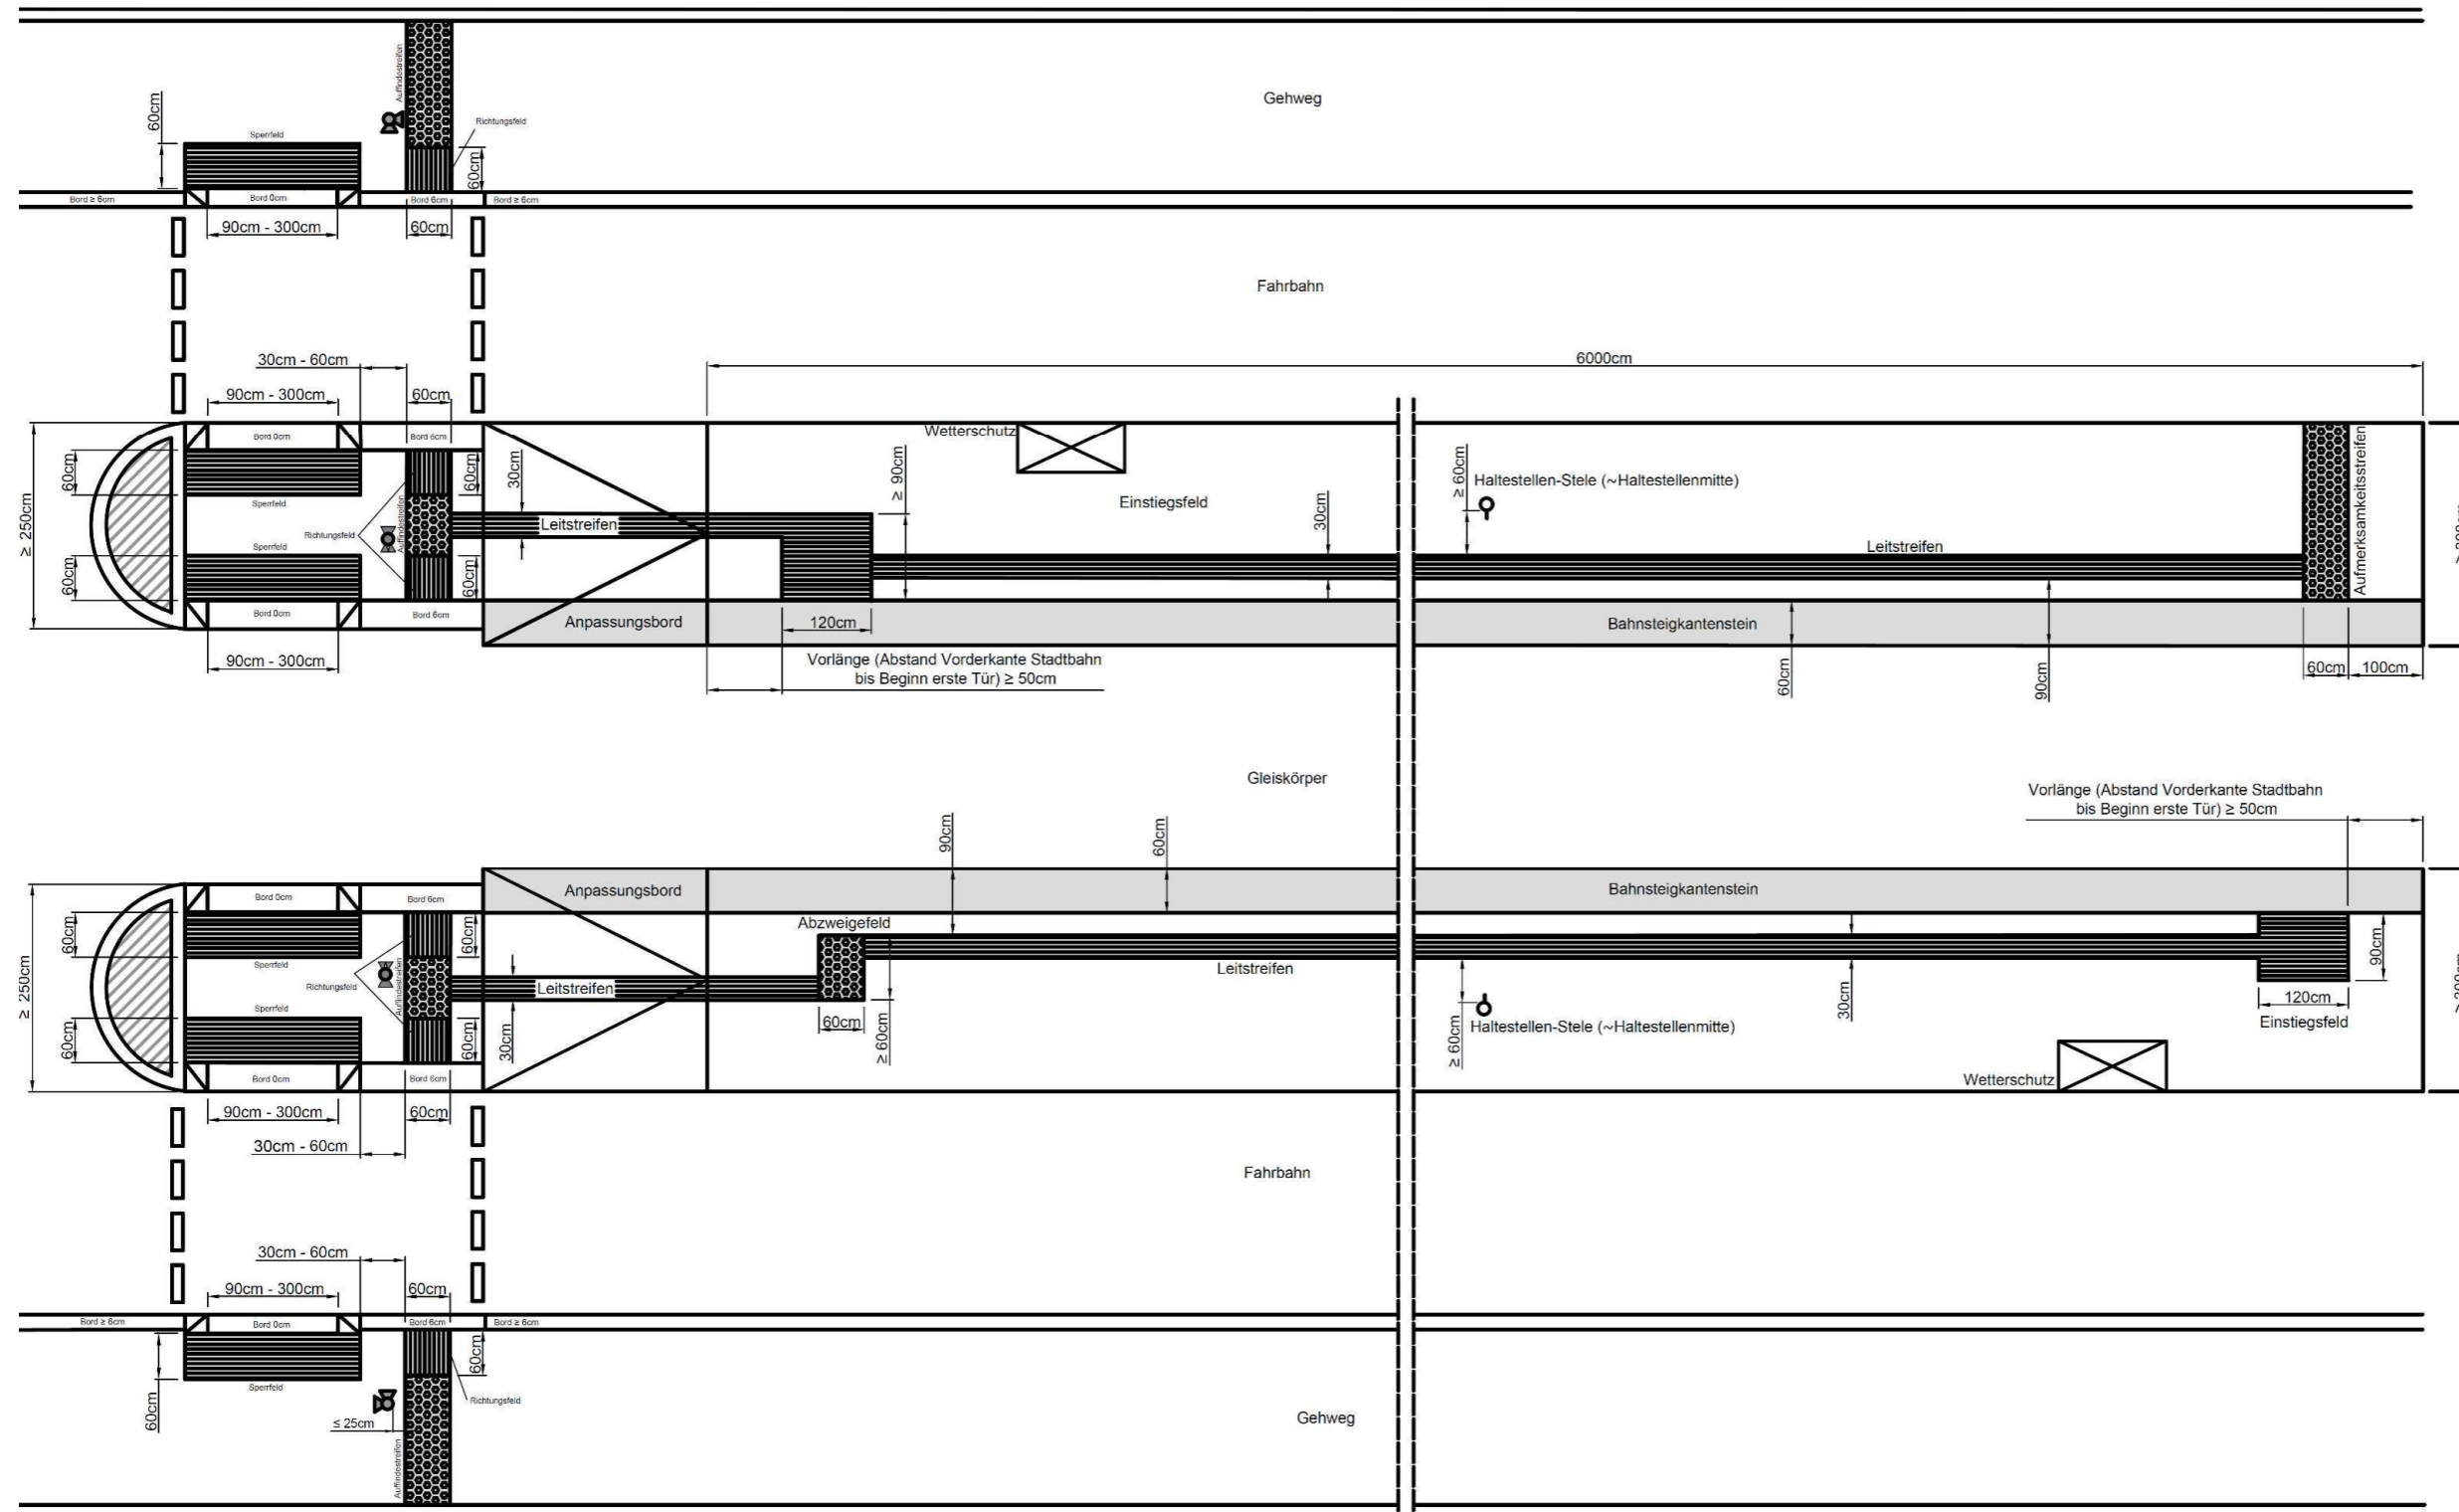 Gehweg
Auffindestreifen
60cm
Sperrfeld
Richtungsfeld
60cm
Bord ≥ 6cm
Bord 0cm
Bord 6cm
Bord ≥ 6cm
90cm - 300cm
60cm
Fahrbahn
30cm - 60cm
6000cm
90cm - 300cm
60cm
Bord 0cm
Bord 6cm
Wetterschutz
≥ 250cm
60cm
60cm
30cm
≥ 90cm
≥ 60cm
Haltestellen-Stele (~Haltestellenmitte)
Aufmerksamkeitsstreifen
Sperrfeld
Einstiegsfeld
30cm
Leitstreifen
Richtungsfeld
Auffindestreifen
Sperrfeld
Leitstreifen
60cm
60cm
Bord 0cm
Bord 6cm
Anpassungsbord
120cm
Bahnsteigkantenstein
90cm - 300cm
Vorlänge (Abstand Vorderkante Stadtbahn
bis Beginn erste Tür) ≥ 50cm
60cm
90cm
60cm
100cm
Gleiskörper
Vorlänge (Abstand Vorderkante Stadtbahn
bis Beginn erste Tür) ≥ 50cm
90cm
60cm
Bord 0cm
Bord 6cm
Anpassungsbord
Bahnsteigkantenstein
≥ 250cm
60cm
60cm
Abzweigefeld
90cm
Sperrfeld
Leitstreifen
Richtungsfeld
Auffindestreifen
Leitstreifen
120cm
Sperrfeld
60cm
≥ 60cm
≥ 60cm
Haltestellen-Stele (~Haltestellenmitte)
30cm
Einstiegsfeld
60cm
60cm
30cm
Bord 0cm
Bord 6cm
Wetterschutz
90cm - 300cm
60cm
30cm - 60cm
Fahrbahn
30cm - 60cm
90cm - 300cm
60cm
Bord ≥ 6cm
Bord 0cm
Bord 6cm
Bord ≥ 6cm
60cm
Sperrfeld
60cm
Richtungsfeld
≤ 25cm
Auffindestreifen
Gehweg